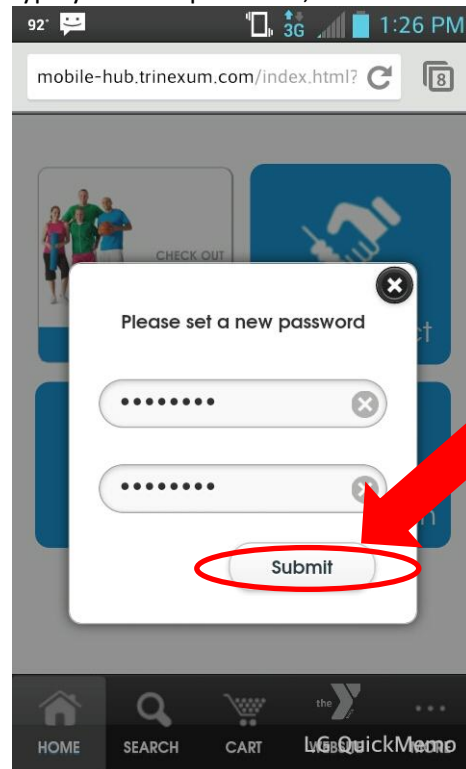 92°
3G
1:26 PM
mobile-hub.trinexum.com/index.html?
8
CHECK OUT
Please set a new password
••••••••
••••••••
Submit
the
HOME SEARCH CART MORE
LG QuickMemo